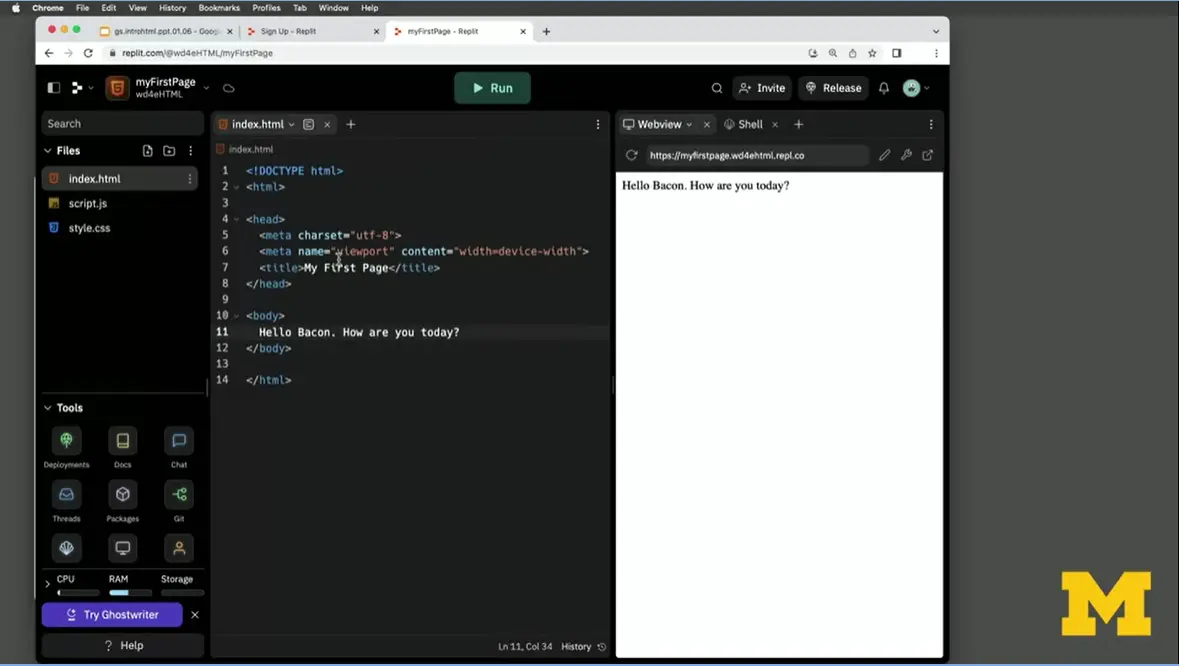 Chrome File Edit View History Bookmarks Profiles Tab Window Help
gs.introhtml.ppt.01.06 - Goog
Sign Up - Replit
myFirstPage - Replit
replit.com/@wd4eHTML/myFirstPage
myFirstPage
wd4eHTML
Run
Invite
Release
Search
Files
index.html
script.js
style.css
Tools
Deployments Docs Chat
Threads Packages Git
CPU RAM Storage
Try Ghostwriter
? Help
index.html
index.html
1 <!DOCTYPE html>
2 <html>
3
4 <head>
5 <meta charset="utf-8">
6 <meta name="viewport" content="width=device-width">
7 <title>My First Page</title>
8 </head>
9
10 <body>
11 Hello Bacon. How are you today?
12 </body>
13
14 </html>
Ln 11, Col 34 History
Webview Shell
https://myfirstpage.wd4ehtml.repl.co
Hello Bacon. How are you today?
M